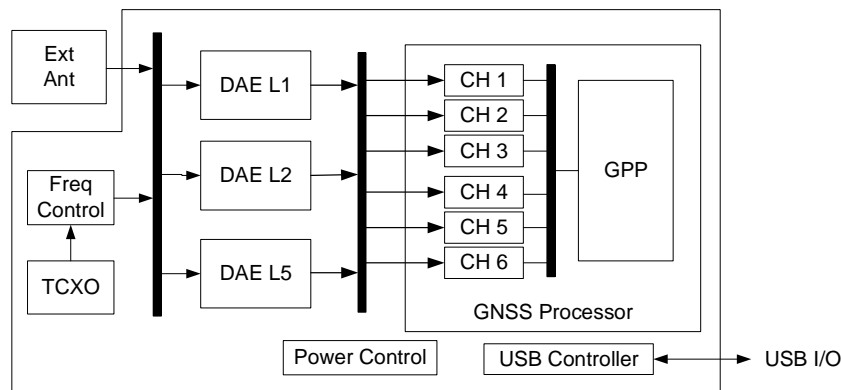 Ext
Ant
DAE L1
DAE L2
DAE L5
Freq
Control
TCXO
CH 1
CH 2
CH 3
CH 4
CH 5
CH 6
GPP
GNSS Processor
Power Control
USB Controller
USB I/O